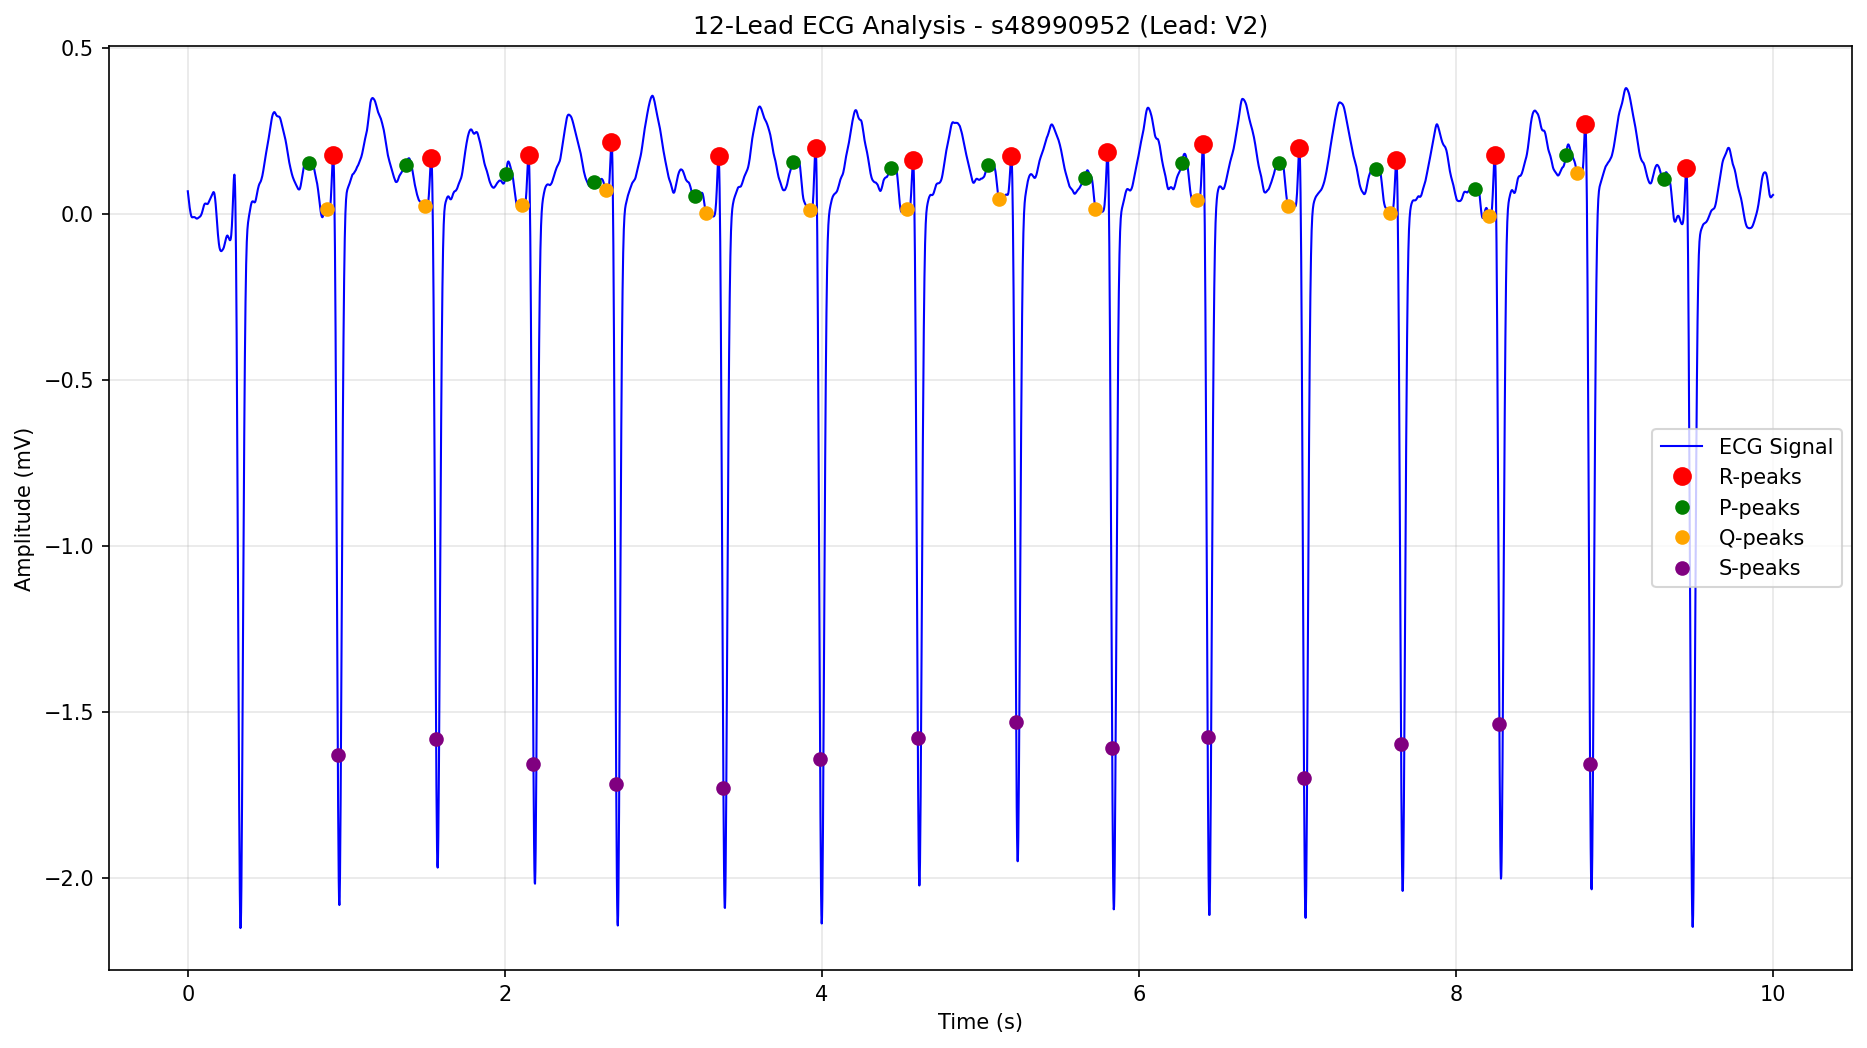 12-Lead ECG Analysis - s48990952 (Lead: V2)
Amplitude (mV)
0.5
0.0
−0.5
−1.0
−1.5
−2.0
ECG Signal
R-peaks
P-peaks
Q-peaks
S-peaks
0 2 4 6 8 10
Time (s)